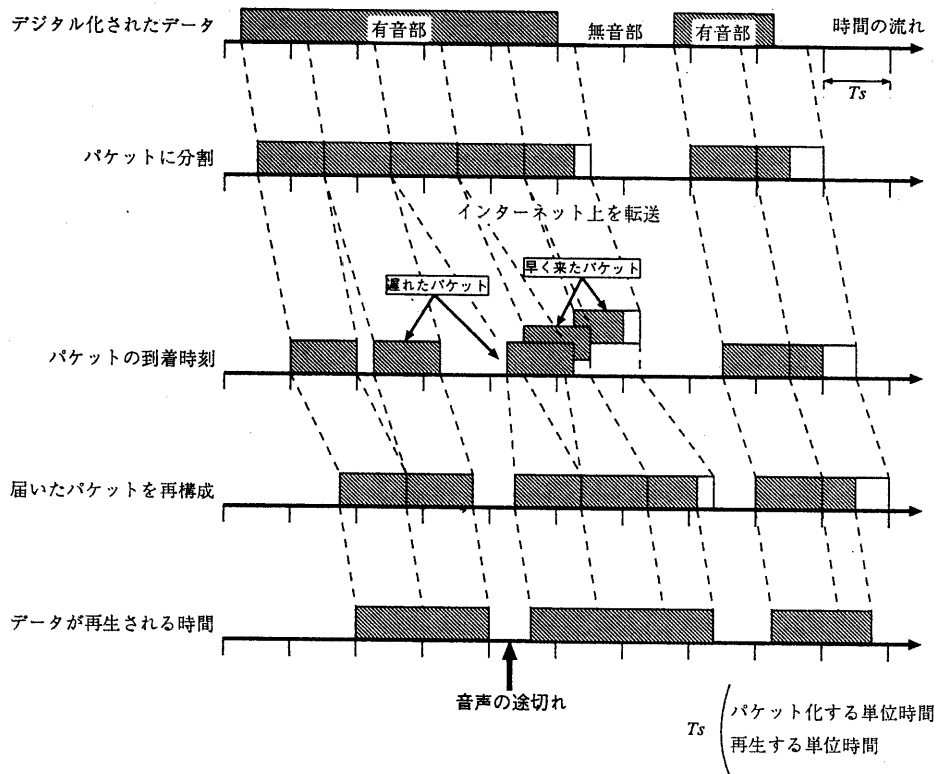 デジタル化されたデータ
有音部
無音部
有音部
時間の流れ
Ts
パケットに分割
インターネット上を転送
遅れたパケット
早く来たパケット
パケットの到着時刻
届いたパケットを再構成
データが再生される時間
音声の途切れ
Ts
パケット化する単位時間
再生する単位時間